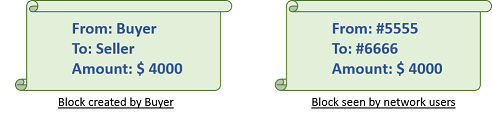 From: Buyer
To: Seller
Amount: $ 4000
Block created by Buyer
From: #5555
To: #6666
Amount: $ 4000
Block seen by network users